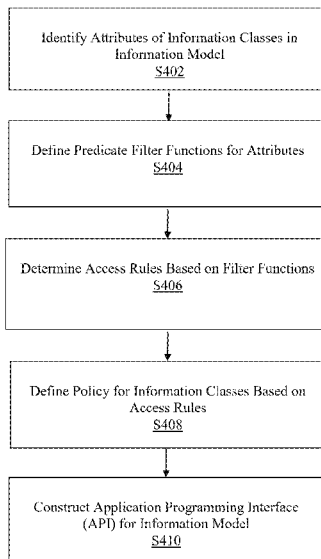 Identify Attributes of Information Classes in
Information Model
S402
Define Predicate Filter Functions for Attributes
S404
Determine Access Rules Based on Filter Functions
S406
Define Policy for Information Classes Based on
Access Rules
S408
Construct Application Programming Interface
(API) for Information Model
S410